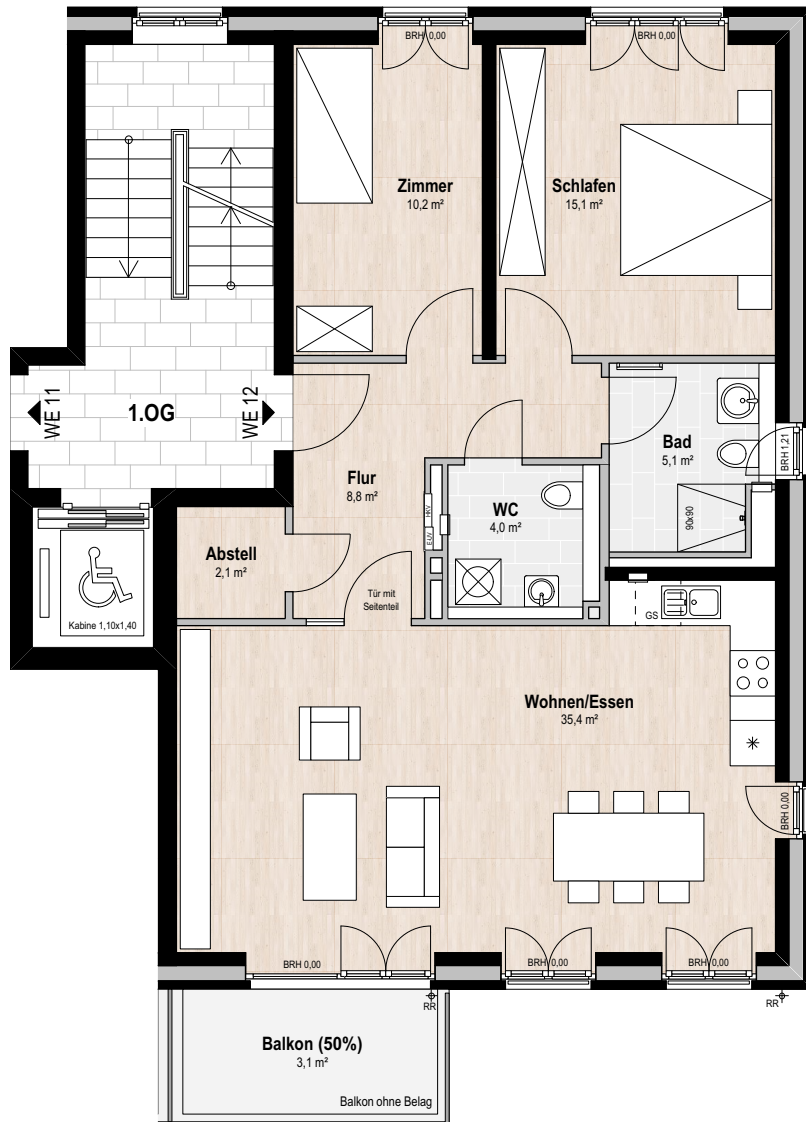 BRH 0,00
BRH 0,00
Zimmer
10,2 m²
Schlafen
15,1 m²
WE 11
1.OG
WE 12
Bad
5,1 m²
BRH 1,21
Flur
8,8 m²
HKV
E-UV
WC
4,0 m²
90x90
Abstell
2,1 m²
Tür mit
Seitenteil
Kabine 1,10x1,40
GS
Wohnen/Essen
35,4 m²
BRH 0,00
BRH 0,00
BRH 0,00
BRH 0,00
RR
RR
Balkon (50%)
3,1 m²
Balkon ohne Belag